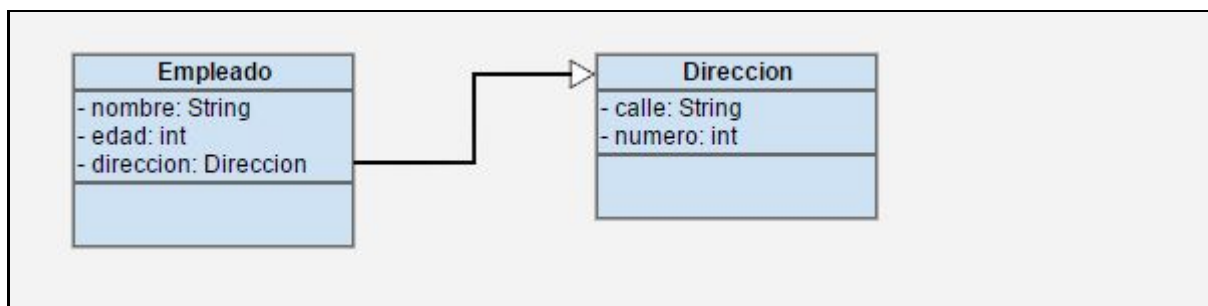 Empleado
- nombre: String
- edad: int
- direccion: Direccion
Direccion
- calle: String
- numero: int